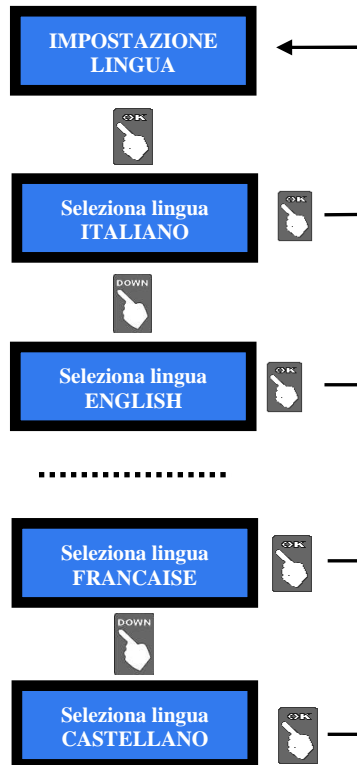 IMPOSTAZIONE
LINGUA
OK
Seleziona lingua
ITALIANO
OK
DOWN
Seleziona lingua
ENGLISH
OK
Seleziona lingua
FRANCAISE
OK
DOWN
Seleziona lingua
CASTELLANO
OK